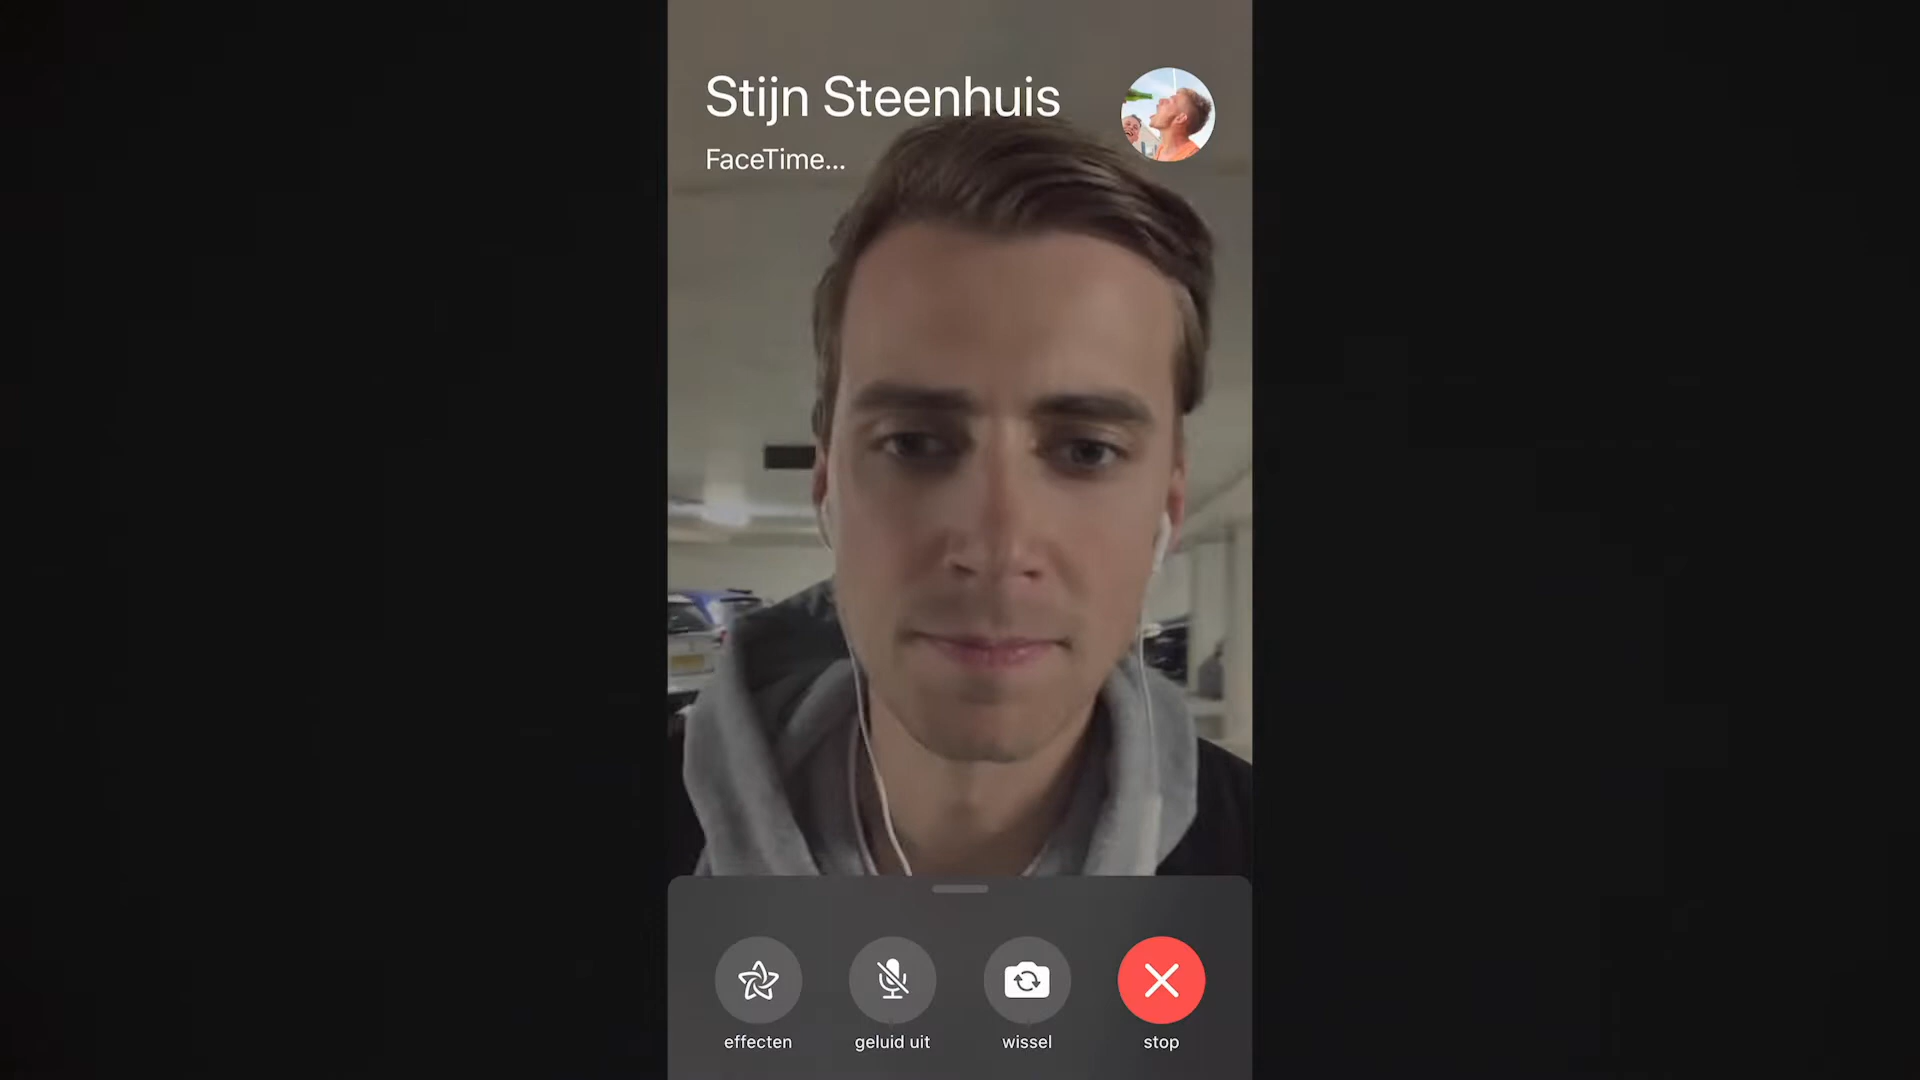 Stijn Steenhuis
FaceTime...
effecten
geluid uit
wissel
stop